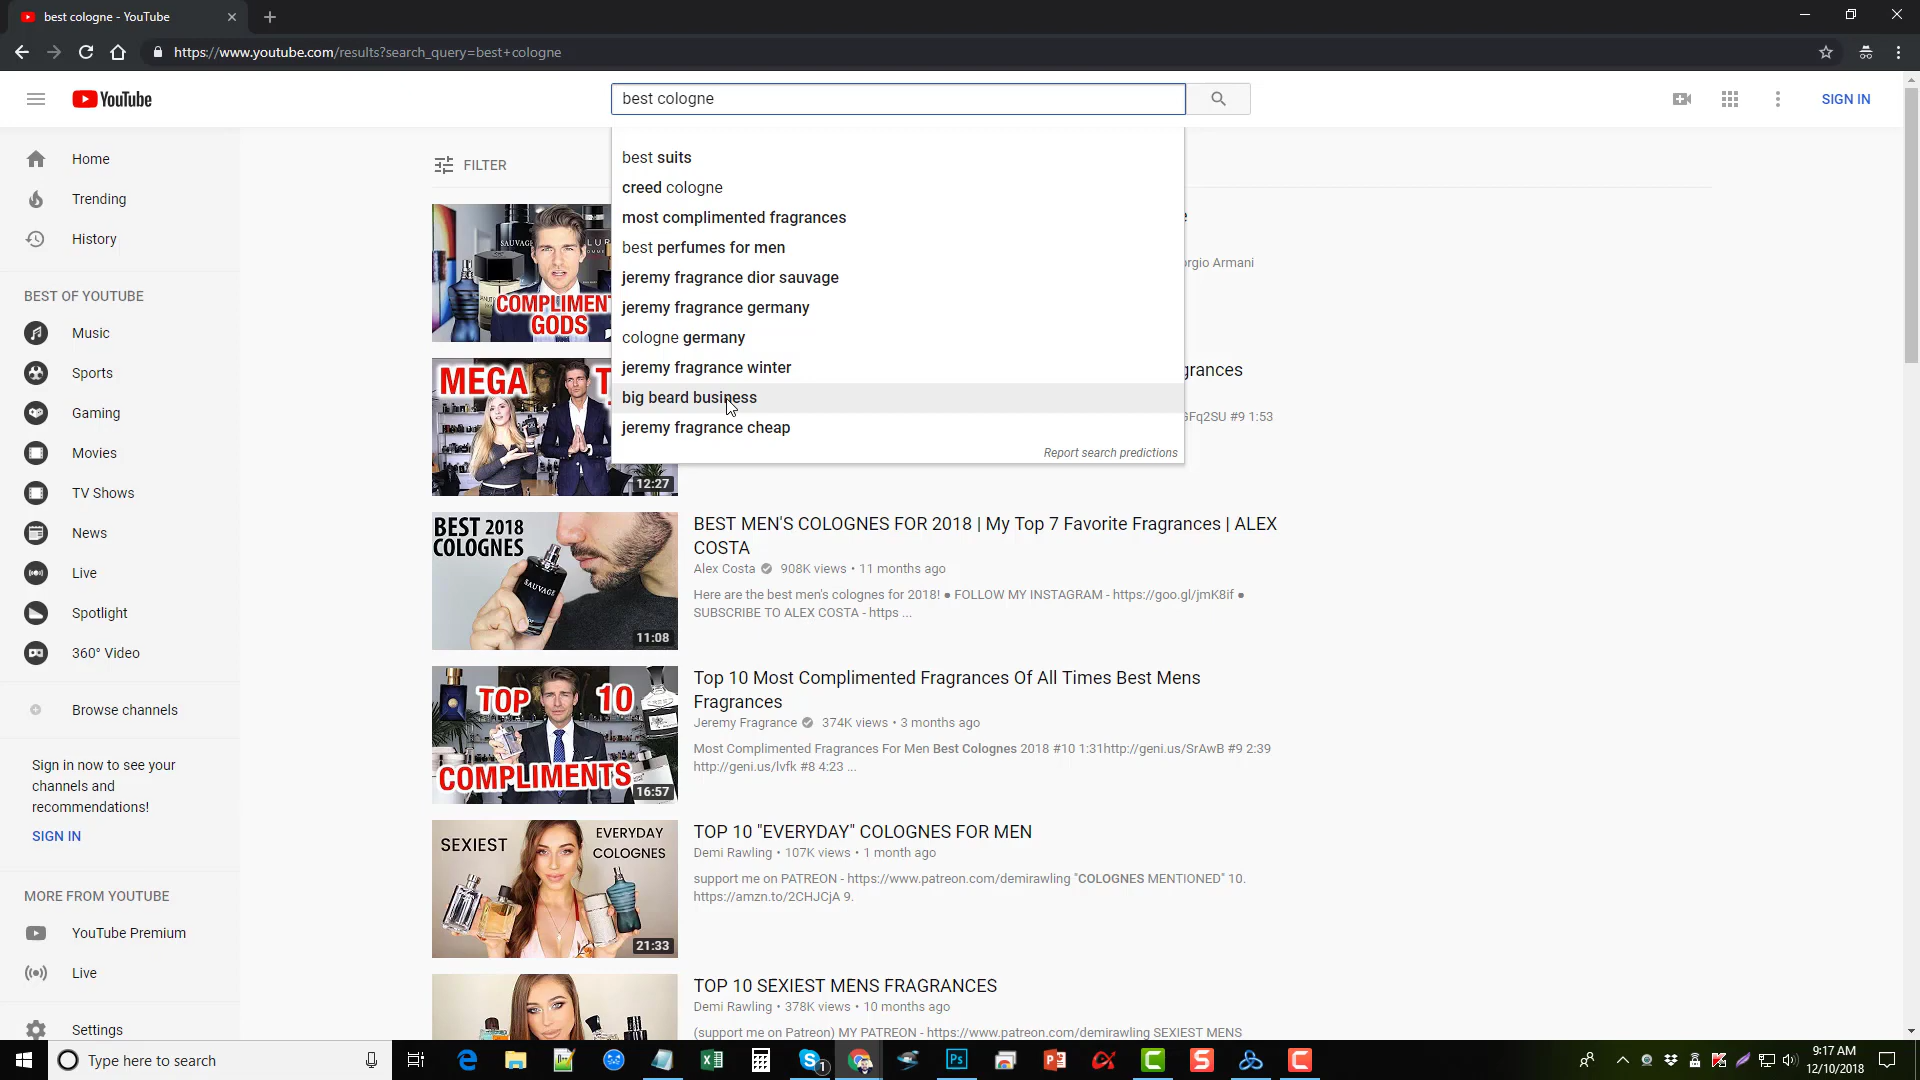 best cologne - YouTube
https://www.youtube.com/results?search_query=best+cologne
YouTube
best cologne
SIGN IN
best suits
creed cologne
most complimented fragrances
best perfumes for men
jeremy fragrance dior sauvage
jeremy fragrance germany
cologne germany
jeremy fragrance winter
big beard business
jeremy fragrance cheap
Report search predictions
Home
Trending
History
BEST OF YOUTUBE
Music
Sports
Gaming
Movies
TV Shows
News
Live
Spotlight
360° Video
Browse channels
Sign in now to see your
channels and
recommendations!
SIGN IN
MORE FROM YOUTUBE
YouTube Premium
Live
Settings
FILTER
SAUVAGE
COMPLIMENT
GODS
e
orgio Armani
MEGA T
12:27
grances
GFq2SU #9 1:53
BEST 2018
COLOGNES
SAUVAGE
11:08
BEST MEN'S COLOGNES FOR 2018 | My Top 7 Favorite Fragrances | ALEX
COSTA
Alex Costa 908K views • 11 months ago
Here are the best men's colognes for 2018! ● FOLLOW MY INSTAGRAM - https://goo.gl/jmK8if ●
SUBSCRIBE TO ALEX COSTA - https ...
TOP 10
COMPLIMENTS
16:57
Top 10 Most Complimented Fragrances Of All Times Best Mens
Fragrances
Jeremy Fragrance 374K views • 3 months ago
Most Complimented Fragrances For Men Best Colognes 2018 #10 1:31http://geni.us/SrAwB #9 2:39
http://geni.us/lvfk #8 4:23 ...
SEXIEST
EVERYDAY
COLOGNES
21:33
TOP 10 "EVERYDAY" COLOGNES FOR MEN
Demi Rawling • 107K views • 1 month ago
support me on PATREON - https://www.patreon.com/demirawling "COLOGNES MENTIONED" 10.
https://amzn.to/2CHJCjA 9.
TOP 10 SEXIEST MENS FRAGRANCES
Demi Rawling • 378K views • 10 months ago
(support me on Patreon) MY PATREON - https://www.patreon.com/demirawling SEXIEST MENS
Type here to search
1
9:17 AM
12/10/2018